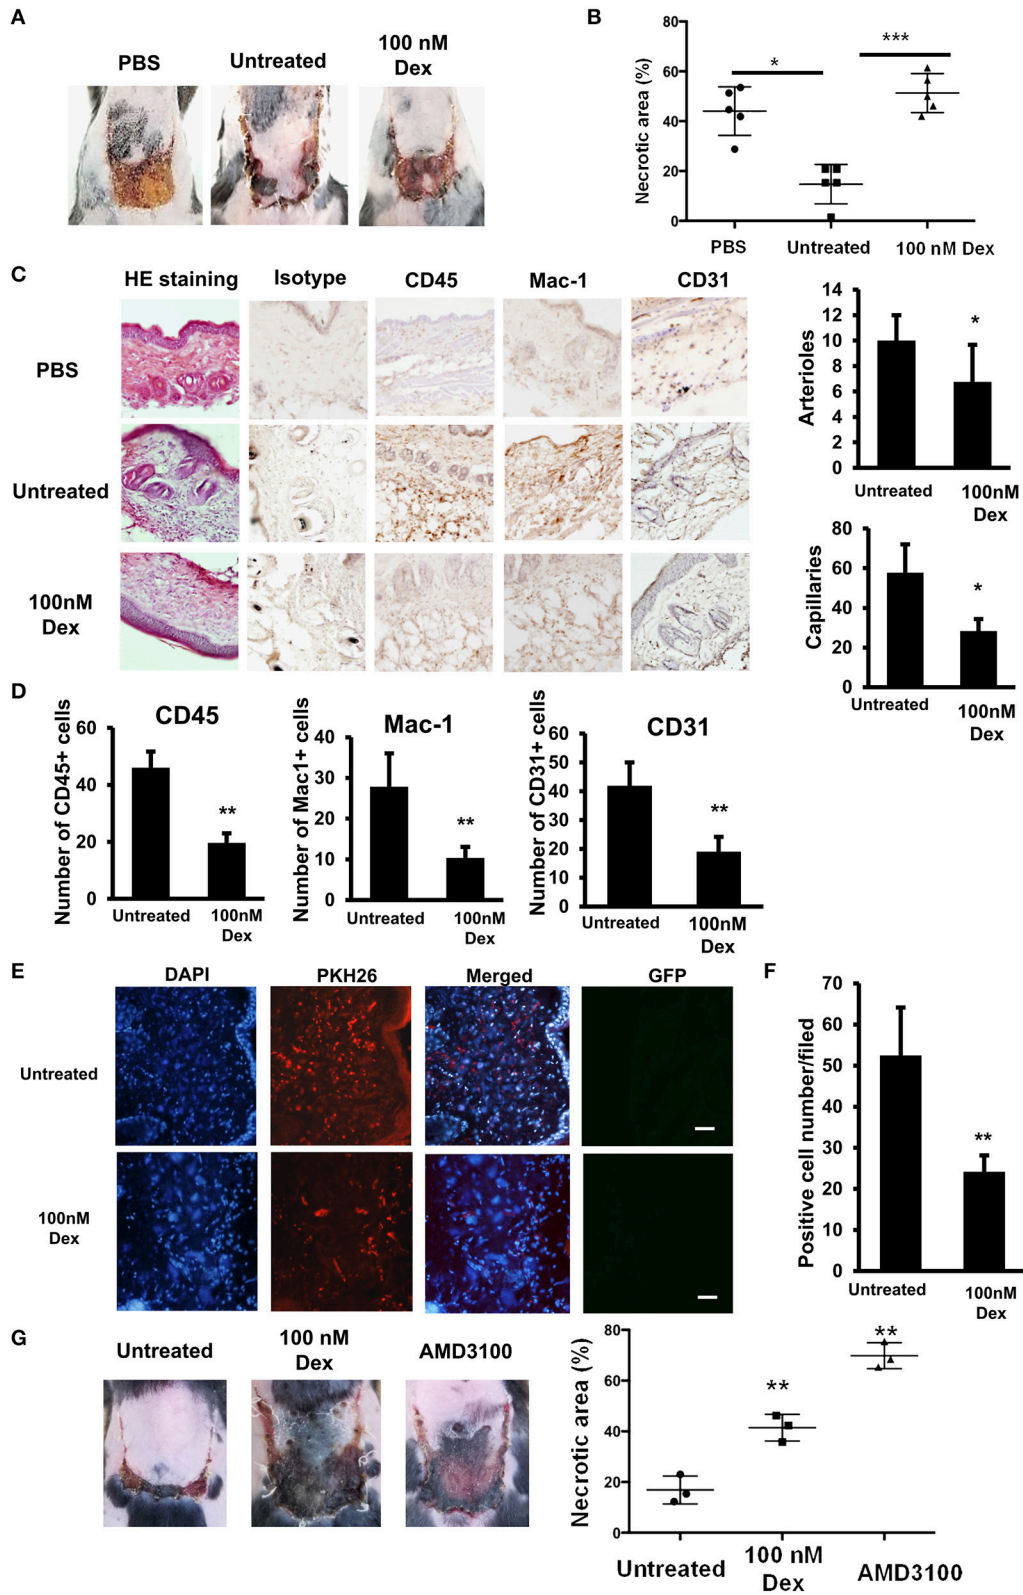 A
PBS
Untreated
100 nM
Dex
B
Necrotic area (%)
80
60
40
20
0
*
***
PBS
Untreated
100 nM Dex
C
HE staining
Isotype
CD45
Mac-1
CD31
PBS
Untreated
100nM
Dex
Arterioles
14
12
10
8
6
4
2
0
*
Untreated
100nM
Dex
Capillaries
80
60
40
20
0
*
Untreated
100nM
Dex
D
CD45
Number of CD45+ cells
60
40
20
0
**
Untreated
100nM
Dex
Mac-1
Number of Mac1+ cells
40
30
20
10
0
**
Untreated
100nM
Dex
CD31
Number of CD31+ cells
60
50
40
30
20
10
0
**
Untreated
100nM
Dex
E
DAPI
PKH26
Merged
GFP
Untreated
100nM
Dex
F
Positive cell number/filed
70
60
50
40
30
20
10
0
**
Untreated
100nM
Dex
G
Untreated
100 nM
Dex
AMD3100
Necrotic area (%)
80
60
40
20
0
**
**
Untreated
100 nM
Dex
AMD3100